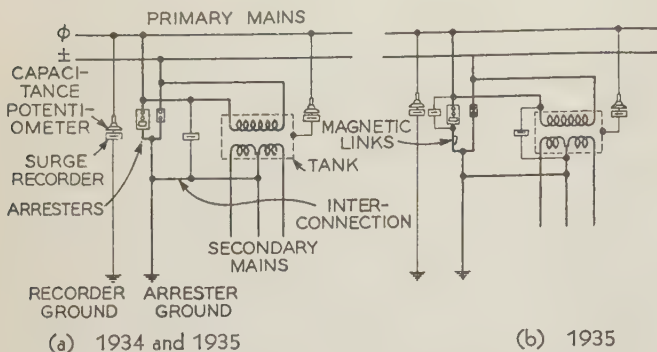 PRIMARY MAINS
ϕ
±
CAPACI-
TANCE
POTENTI-
OMETER
SURGE
RECORDER
ARRESTERS
MAGNETIC
LINKS
TANK
INTER-
CONNECTION
SECONDARY
MAINS
RECORDER
GROUND
ARRESTER
GROUND
(a) 1934 and 1935
(b) 1935